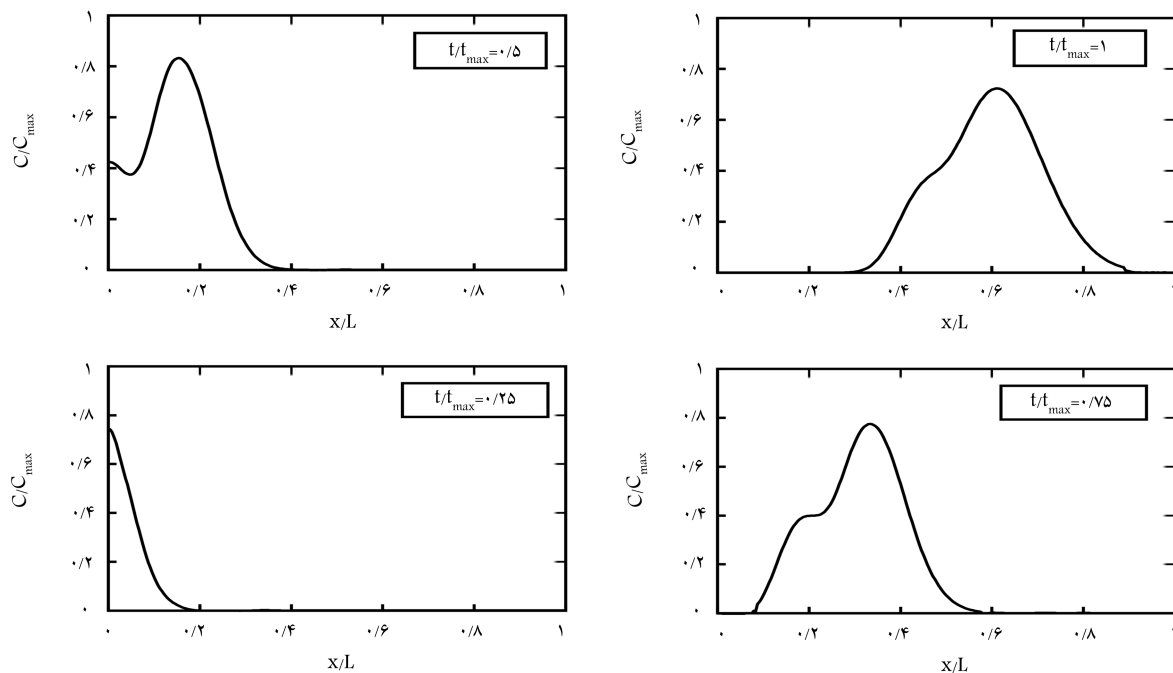 t/tmax=۰/۵
C/Cmax
۱
۰/۸
۰/۶
۰/۴
۰/۲
۰
۰ ۰/۲ ۰/۴ ۰/۶ ۰/۸ ۱
x/L
t/tmax=۱
C/Cmax
۱
۰/۸
۰/۶
۰/۴
۰/۲
۰
۰ ۰/۲ ۰/۴ ۰/۶ ۰/۸
x/L
t/tmax=۰/۲۵
C/Cmax
۱
۰/۸
۰/۶
۰/۴
۰/۲
۰
۰ ۰/۲ ۰/۴ ۰/۶ ۰/۸ ۱
x/L
t/tmax=۰/۷۵
C/Cmax
۱
۰/۸
۰/۶
۰/۴
۰/۲
۰
۰ ۰/۲ ۰/۴ ۰/۶ ۰/۸
x/L